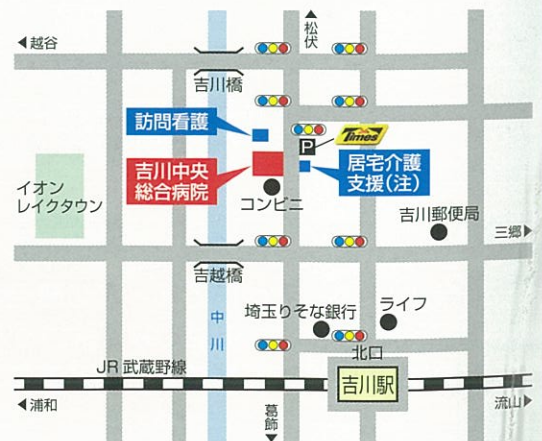 松伏
越谷
吉川橋
訪問看護
P
Times
吉川中央
総合病院
居宅介護
支援(注)
コンビニ
イオン
レイクタウン
吉川郵便局
三郷
吉越橋
中川
埼玉りそな銀行
ライフ
北口
JR 武蔵野線
吉川駅
浦和
葛飾
流山